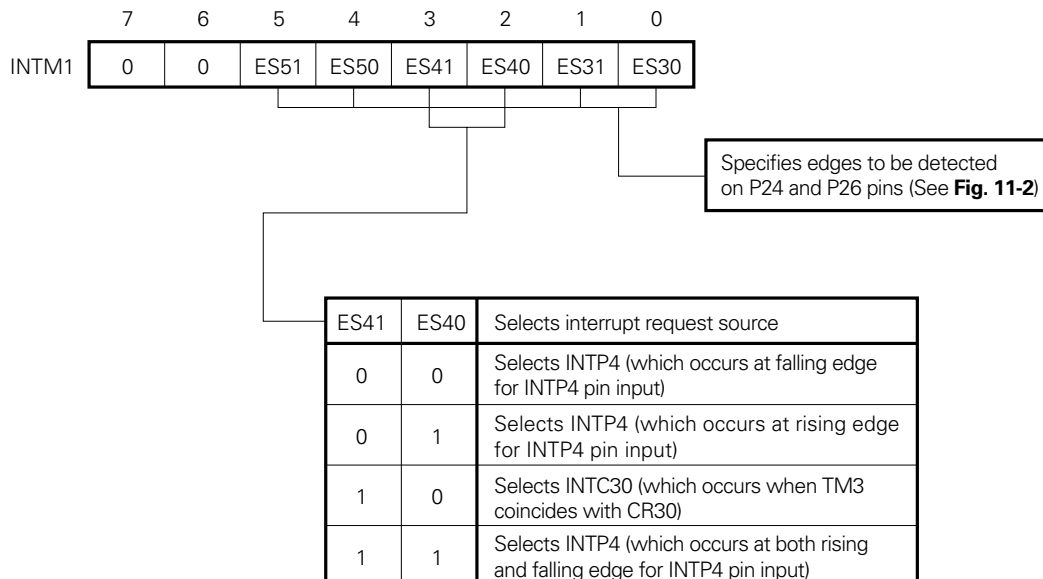 7 6 5 4 3 2 1 0
INTM1 0 0 ES51 ES50 ES41 ES40 ES31 ES30
Specifies edges to be detected
on P24 and P26 pins (See Fig. 11-2)
ES41 ES40 Selects interrupt request source
0 0 Selects INTP4 (which occurs at falling edge
for INTP4 pin input)
0 1 Selects INTP4 (which occurs at rising edge
for INTP4 pin input)
1 0 Selects INTC30 (which occurs when TM3
coincides with CR30)
1 1 Selects INTP4 (which occurs at both rising
and falling edge for INTP4 pin input)